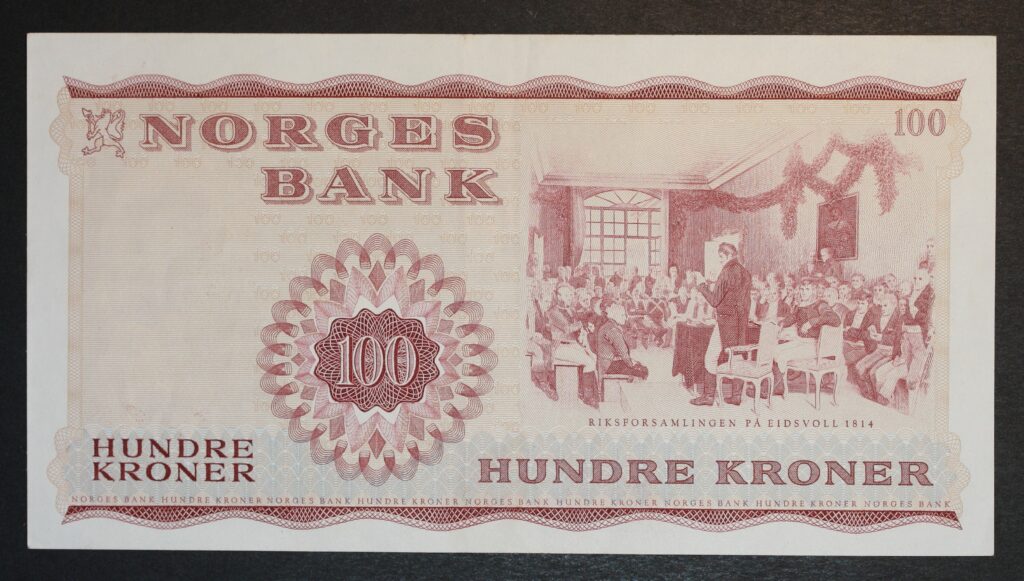 NORGES
BANK
100
100
RIKSFORSAMLINGEN PÅ EIDSVOLL 1814
HUNDRE
KRONER
HUNDRE KRONER
NORGES BANK HUNDRE KRONER NORGES BANK HUNDRE KRONER NORGES BANK HUNDRE KRONER NORGES BANK HUNDRE KRONER NORGES BANK